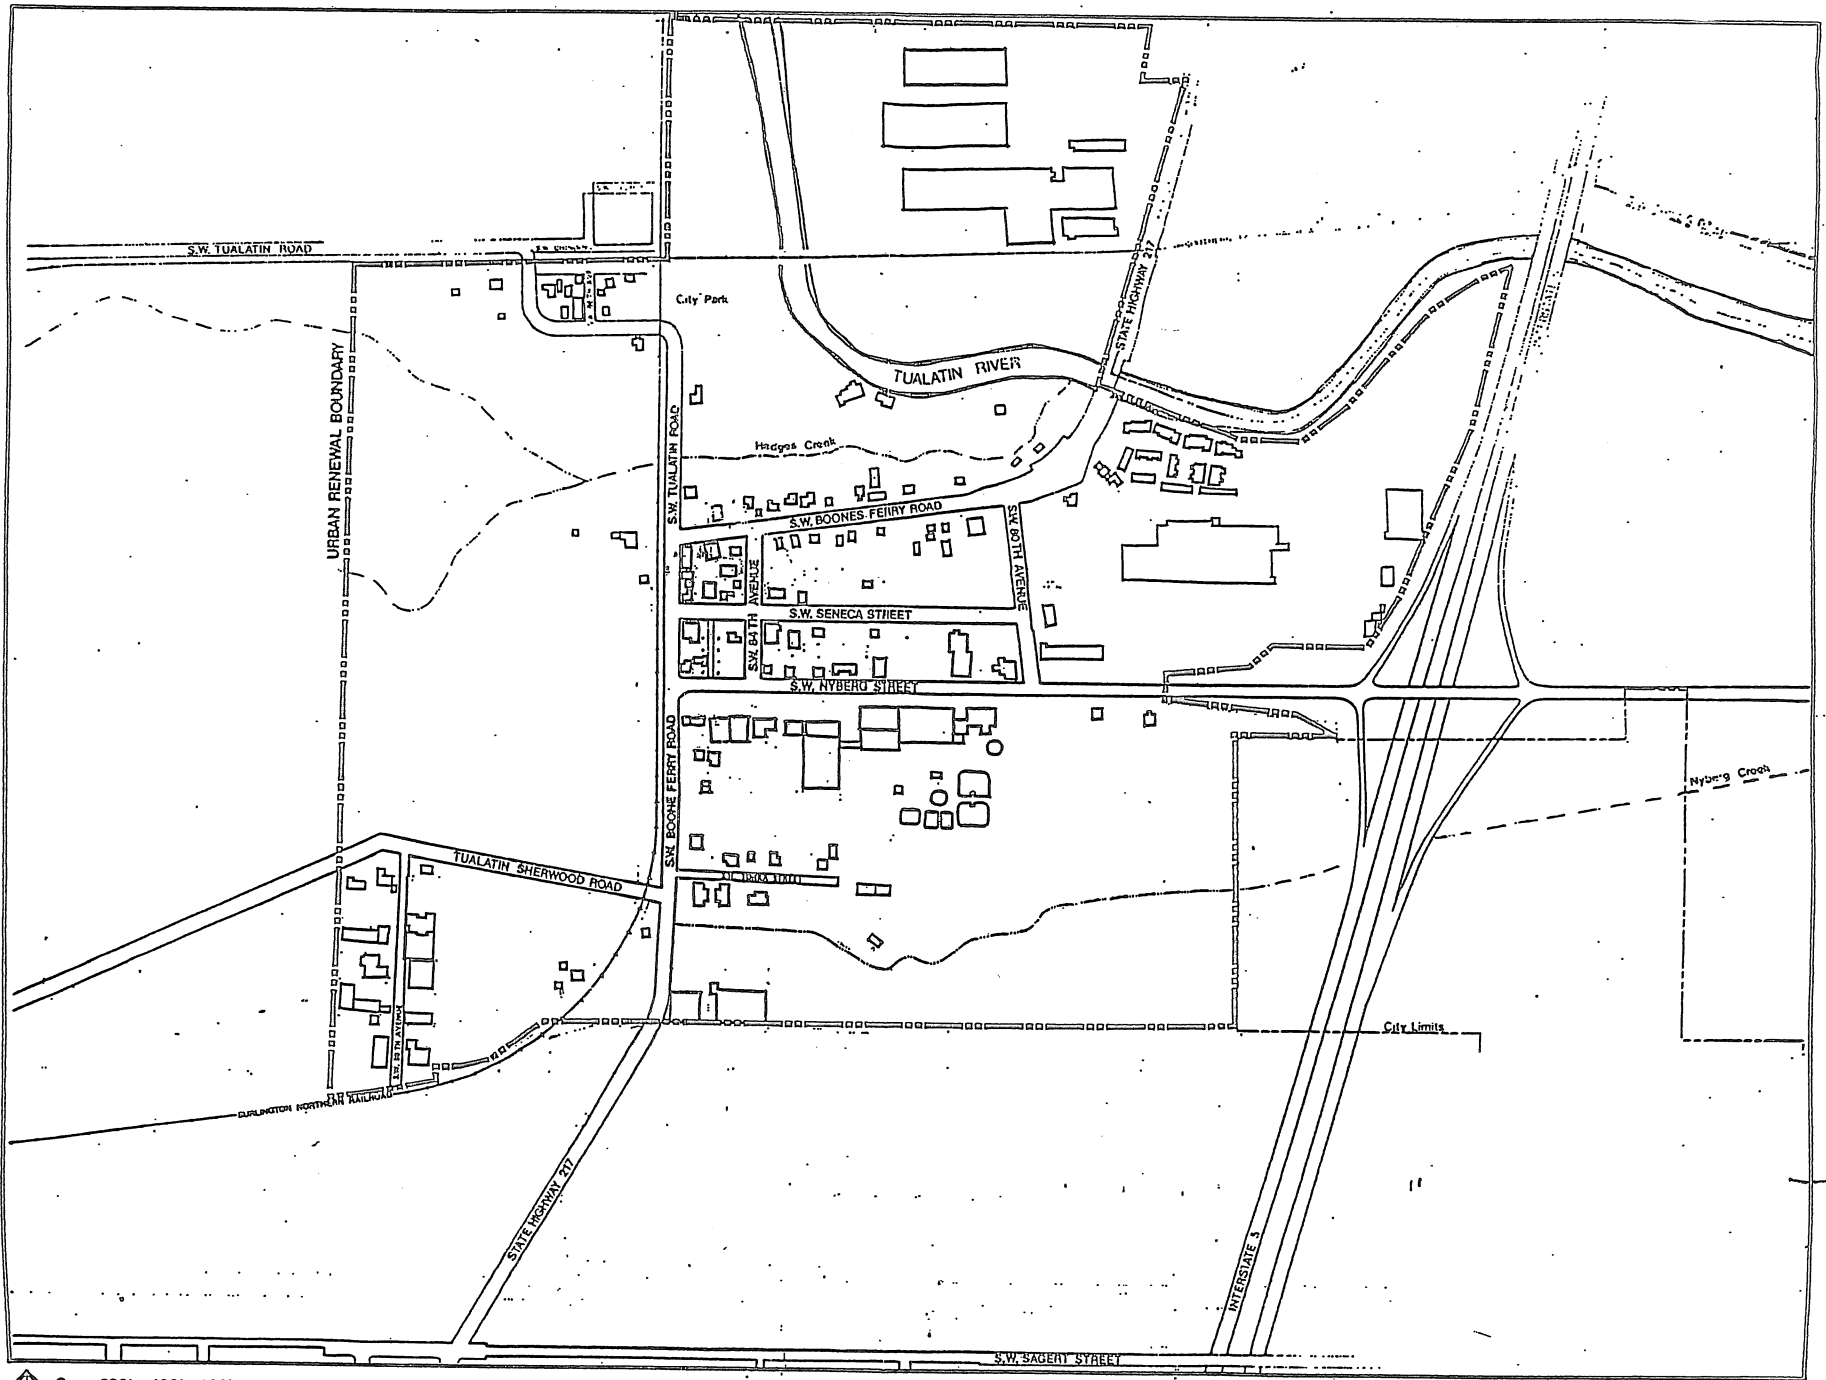 S.W. TUALATIN ROAD
City Park
STATE HIGHWAY 217
URBAN RENEWAL BOUNDARY
TUALATIN RIVER
S.W. TUALATIN ROAD
Hedges Creek
S.W. BOONES FERRY ROAD
S.W. 80TH AVENUE
S.W. 84TH AVENUE
S.W. SENECA STREET
S.W. NYBERG STREET
S.W. BOONE FERRY ROAD
Nyberg Creek
TUALATIN SHERWOOD ROAD
City Limits
BURLINGTON NORTHERN RAILROAD
STATE HIGHWAY 217
INTERSTATE 5
S.W. SAGERT STREET